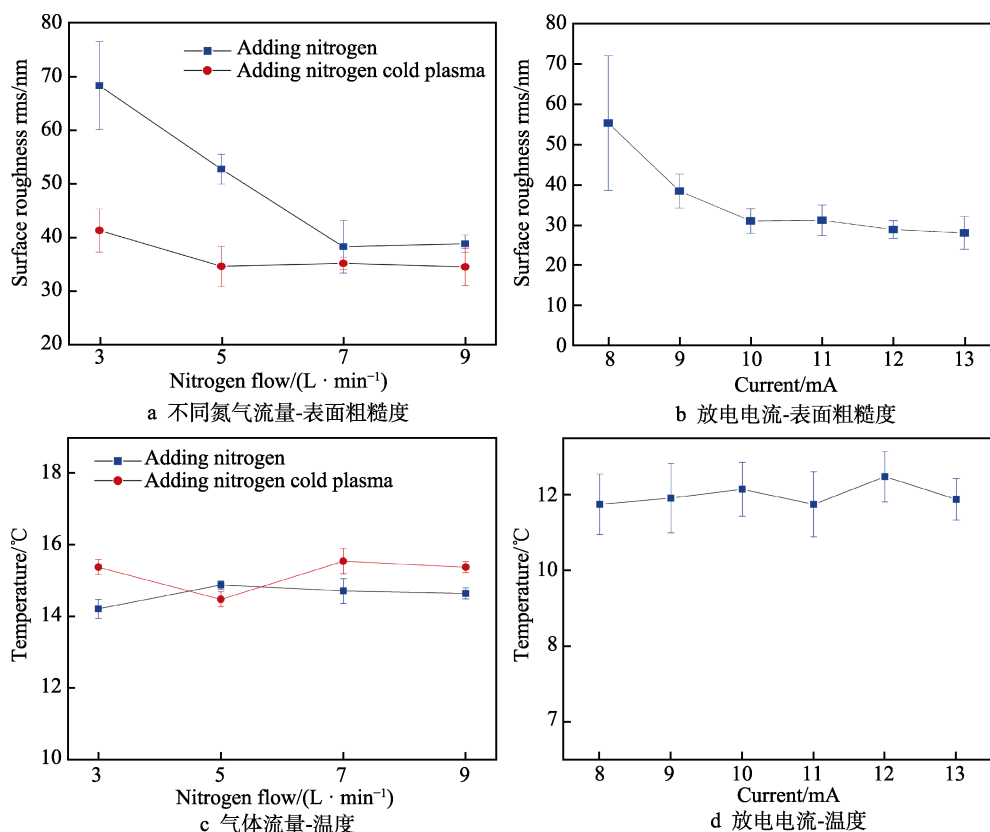 80
70
60
50
40
30
20
Surface roughness rms/nm
Adding nitrogen
Adding nitrogen cold plasma
3 5 7 9
Nitrogen flow/(L · min⁻¹)
a 不同氮气流量-表面粗糙度
80
70
60
50
40
30
20
10
0
Surface roughness rms/nm
8 9 10 11 12 13
Current/mA
b 放电电流-表面粗糙度
18
16
14
12
10
Temperature/℃
Adding nitrogen
Adding nitrogen cold plasma
3 5 7 9
Nitrogen flow/(L · min⁻¹)
c 气体流量-温度
12
10
8
7
Temperature/℃
8 9 10 11 12 13
Current/mA
d 放电电流-温度